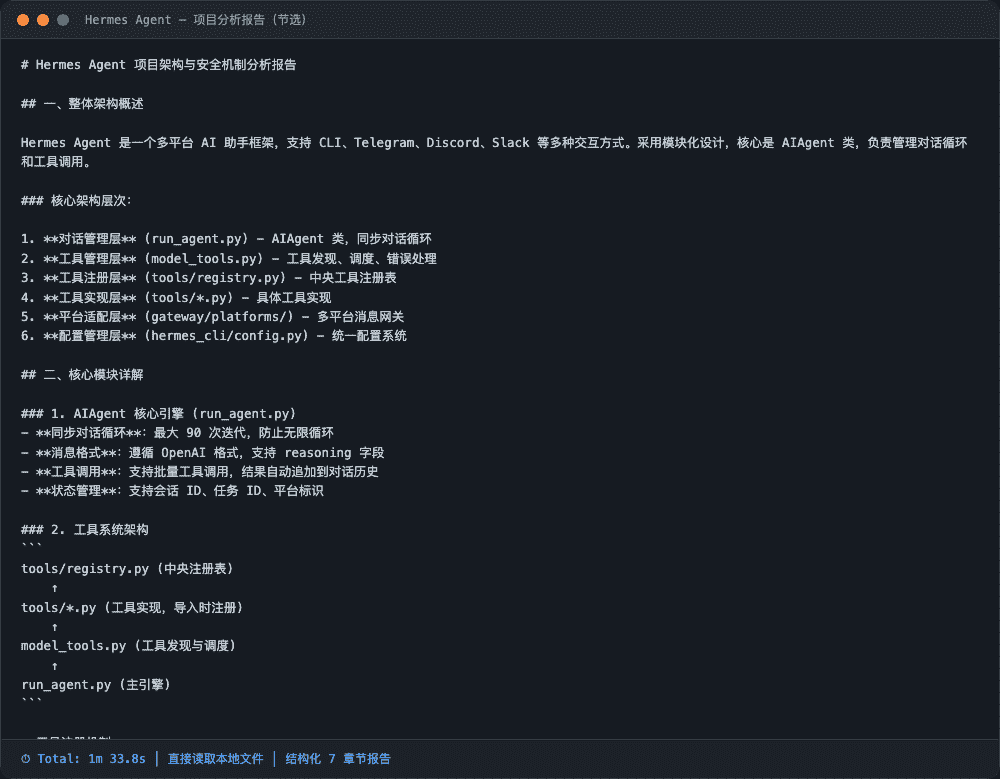 Hermes Agent — 项目分析报告（节选）
# Hermes Agent 项目架构与安全机制分析报告
## 一、整体架构概述
Hermes Agent 是一个多平台 AI 助手框架，支持 CLI、Telegram、Discord、Slack 等多种交互方式。采用模块化设计，核心是 AIAgent 类，负责管理对话循环
和工具调用。
### 核心架构层次：
1. **对话管理层** (run_agent.py) - AIAgent 类，同步对话循环
2. **工具管理层** (model_tools.py) - 工具发现、调度、错误处理
3. **工具注册层** (tools/registry.py) - 中央工具注册表
4. **工具实现层** (tools/*.py) - 具体工具实现
5. **平台适配层** (gateway/platforms/) - 多平台消息网关
6. **配置管理层** (hermes_cli/config.py) - 统一配置系统
## 二、核心模块详解
### 1. AIAgent 核心引擎 (run_agent.py)
- **同步对话循环**：最大 90 次迭代，防止无限循环
- **消息格式**：遵循 OpenAI 格式，支持 reasoning 字段
- **工具调用**：支持批量工具调用，结果自动追加到对话历史
- **状态管理**：支持会话 ID、任务 ID、平台标识
### 2. 工具系统架构
```
tools/registry.py (中央注册表)
↑
tools/*.py (工具实现，导入时注册)
↑
model_tools.py (工具发现与调度)
↑
run_agent.py (主引擎)
```
⏱ Total: 1m 33.8s | 直接读取本地文件 | 结构化 7 章节报告